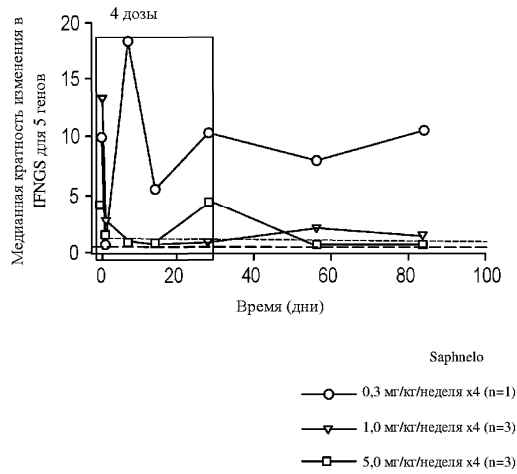 4 дозы
Медианная кратность изменения в
IFNGS для 5 генов
20
15
10
5
0
0
20
40
60
80
100
Время (дни)
Saphnelo
0,3 мг/кг/неделя x4 (n=1)
1,0 мг/кг/неделя x4 (n=3)
5,0 мг/кг/неделя x4 (n=3)